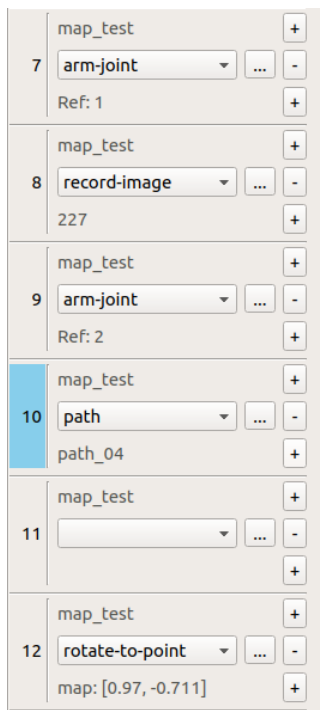 map_test +
7 arm-joint ... -
Ref: 1 +
map_test +
8 record-image ... -
227 +
map_test +
9 arm-joint ... -
Ref: 2 +
map_test +
10 path ... -
path_04 +
map_test +
11 ... -
+
map_test +
12 rotate-to-point ... -
map: [0.97, -0.711] +